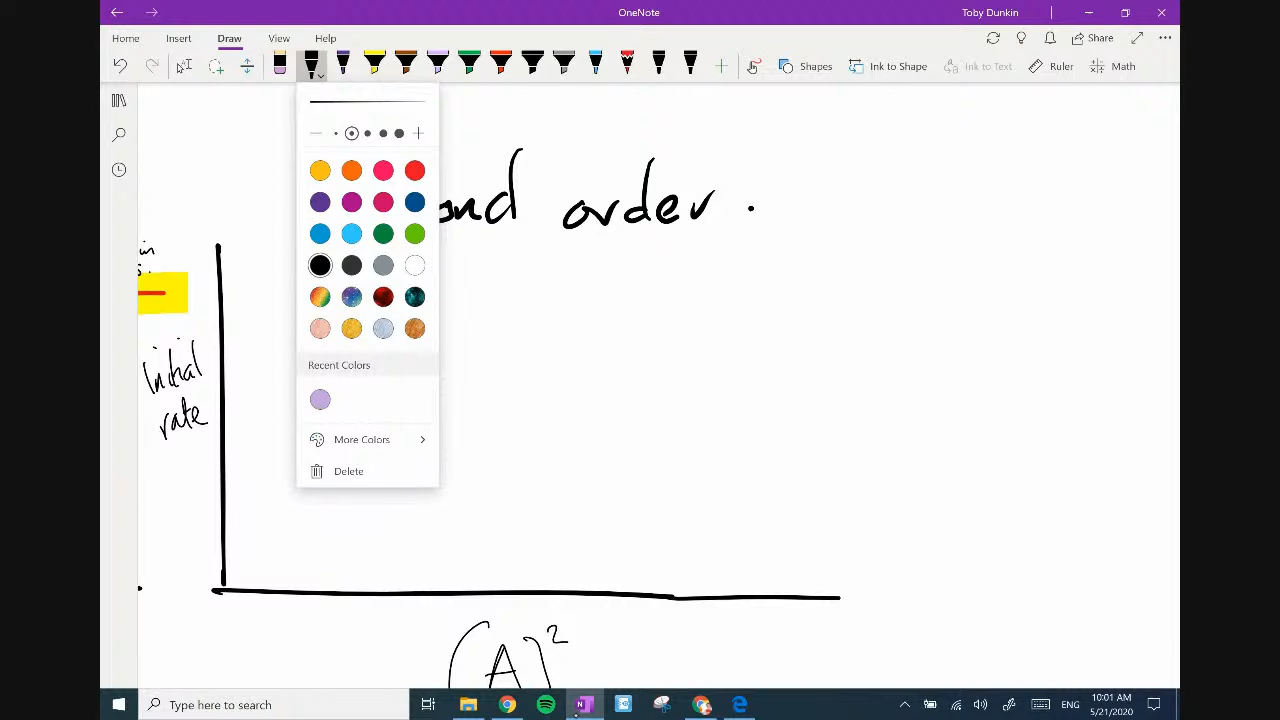 OneNote
Toby Dunkin
Home Insert Draw View Help
Share
Shapes Ink to Shape Ink to Text Ruler Math
ond order.
in
s.
Initial
rate
(A)²
Recent Colors
More Colors
Delete
Type here to search
ENG
10:01 AM
5/21/2020